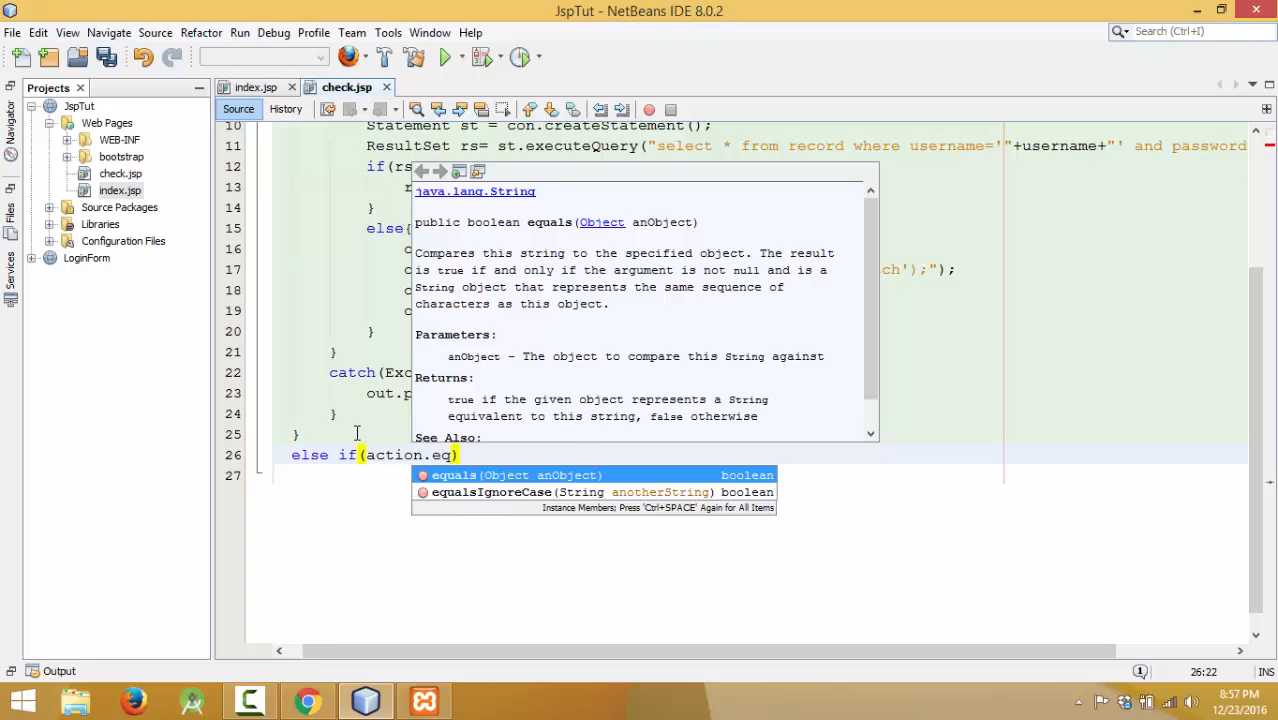 JspTut - NetBeans IDE 8.0.2
File Edit View Navigate Source Refactor Run Debug Profile Team Tools Window Help
Search (Ctrl+I)
Projects
index.jsp
check.jsp
Source
History
Navigator
Files
Services
JspTut
Web Pages
WEB-INF
bootstrap
check.jsp
index.jsp
Source Packages
Libraries
Configuration Files
LoginForm
10 Statement st = con.createStatement();
11 ResultSet rs= st.executeQuery("select * from record where username='"+username+"' and password
12 if(rs
13 r
14 }
15 else{
16 o
17 o ch');");
18 o
19 o
20 }
21 }
22 catch(Exc
23 out.p
24 }
25 }
26 else if(action.eq)
27
java.lang.String
public boolean equals(Object anObject)
Compares this string to the specified object. The result
is true if and only if the argument is not null and is a
String object that represents the same sequence of
characters as this object.
Parameters:
anObject - The object to compare this String against
Returns:
true if the given object represents a String
equivalent to this string, false otherwise
See Also:
equals(Object anObject) boolean
equalsIgnoreCase(String anotherString) boolean
Instance Members; Press 'Ctrl+SPACE' Again for All Items
Output
1
26:22
INS
8:57 PM
12/23/2016